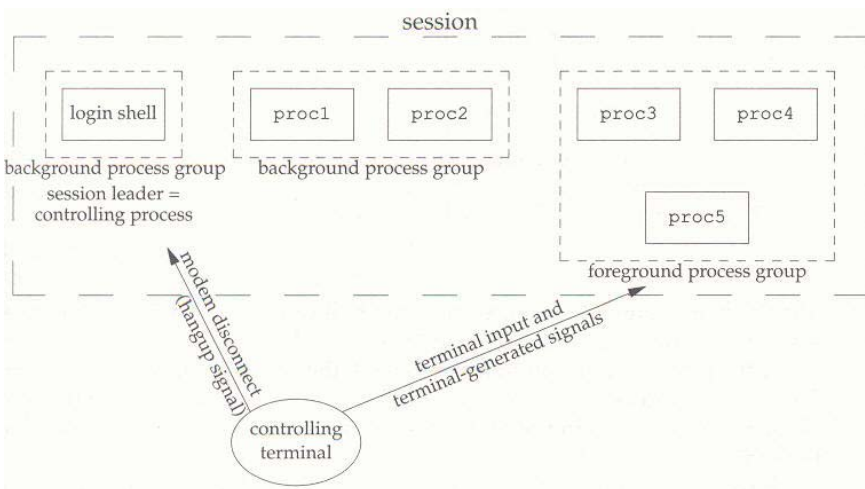 session
login shell
proc1
proc2
proc3
proc4
background process group
session leader =
controlling process
background process group
proc5
foreground process group
modem disconnect
(hangup signal)
terminal input and
terminal-generated signals
controlling
terminal